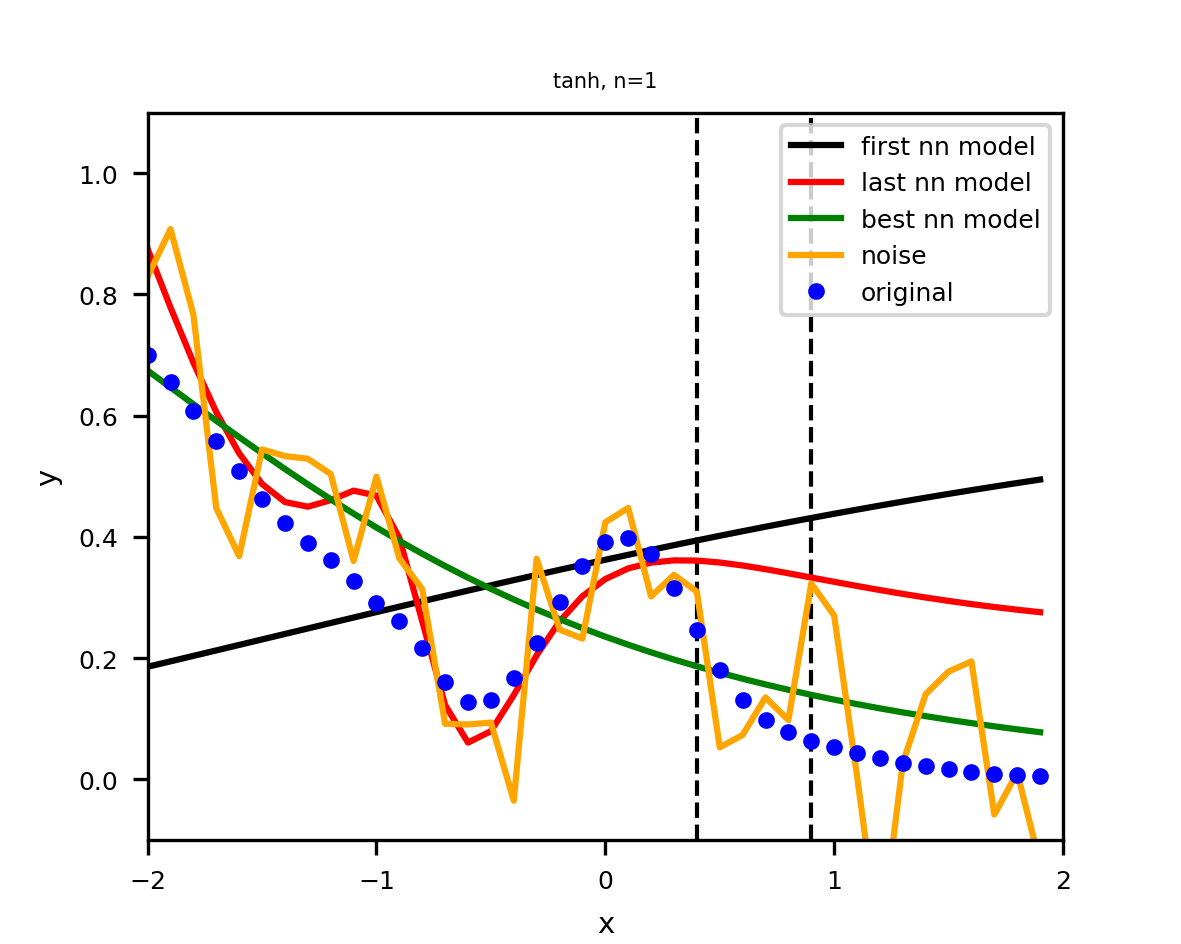 tanh, n=1
first nn model
last nn model
best nn model
noise
original
1.0
0.8
0.6
0.4
0.2
0.0
y
−2
−1
0
1
2
x